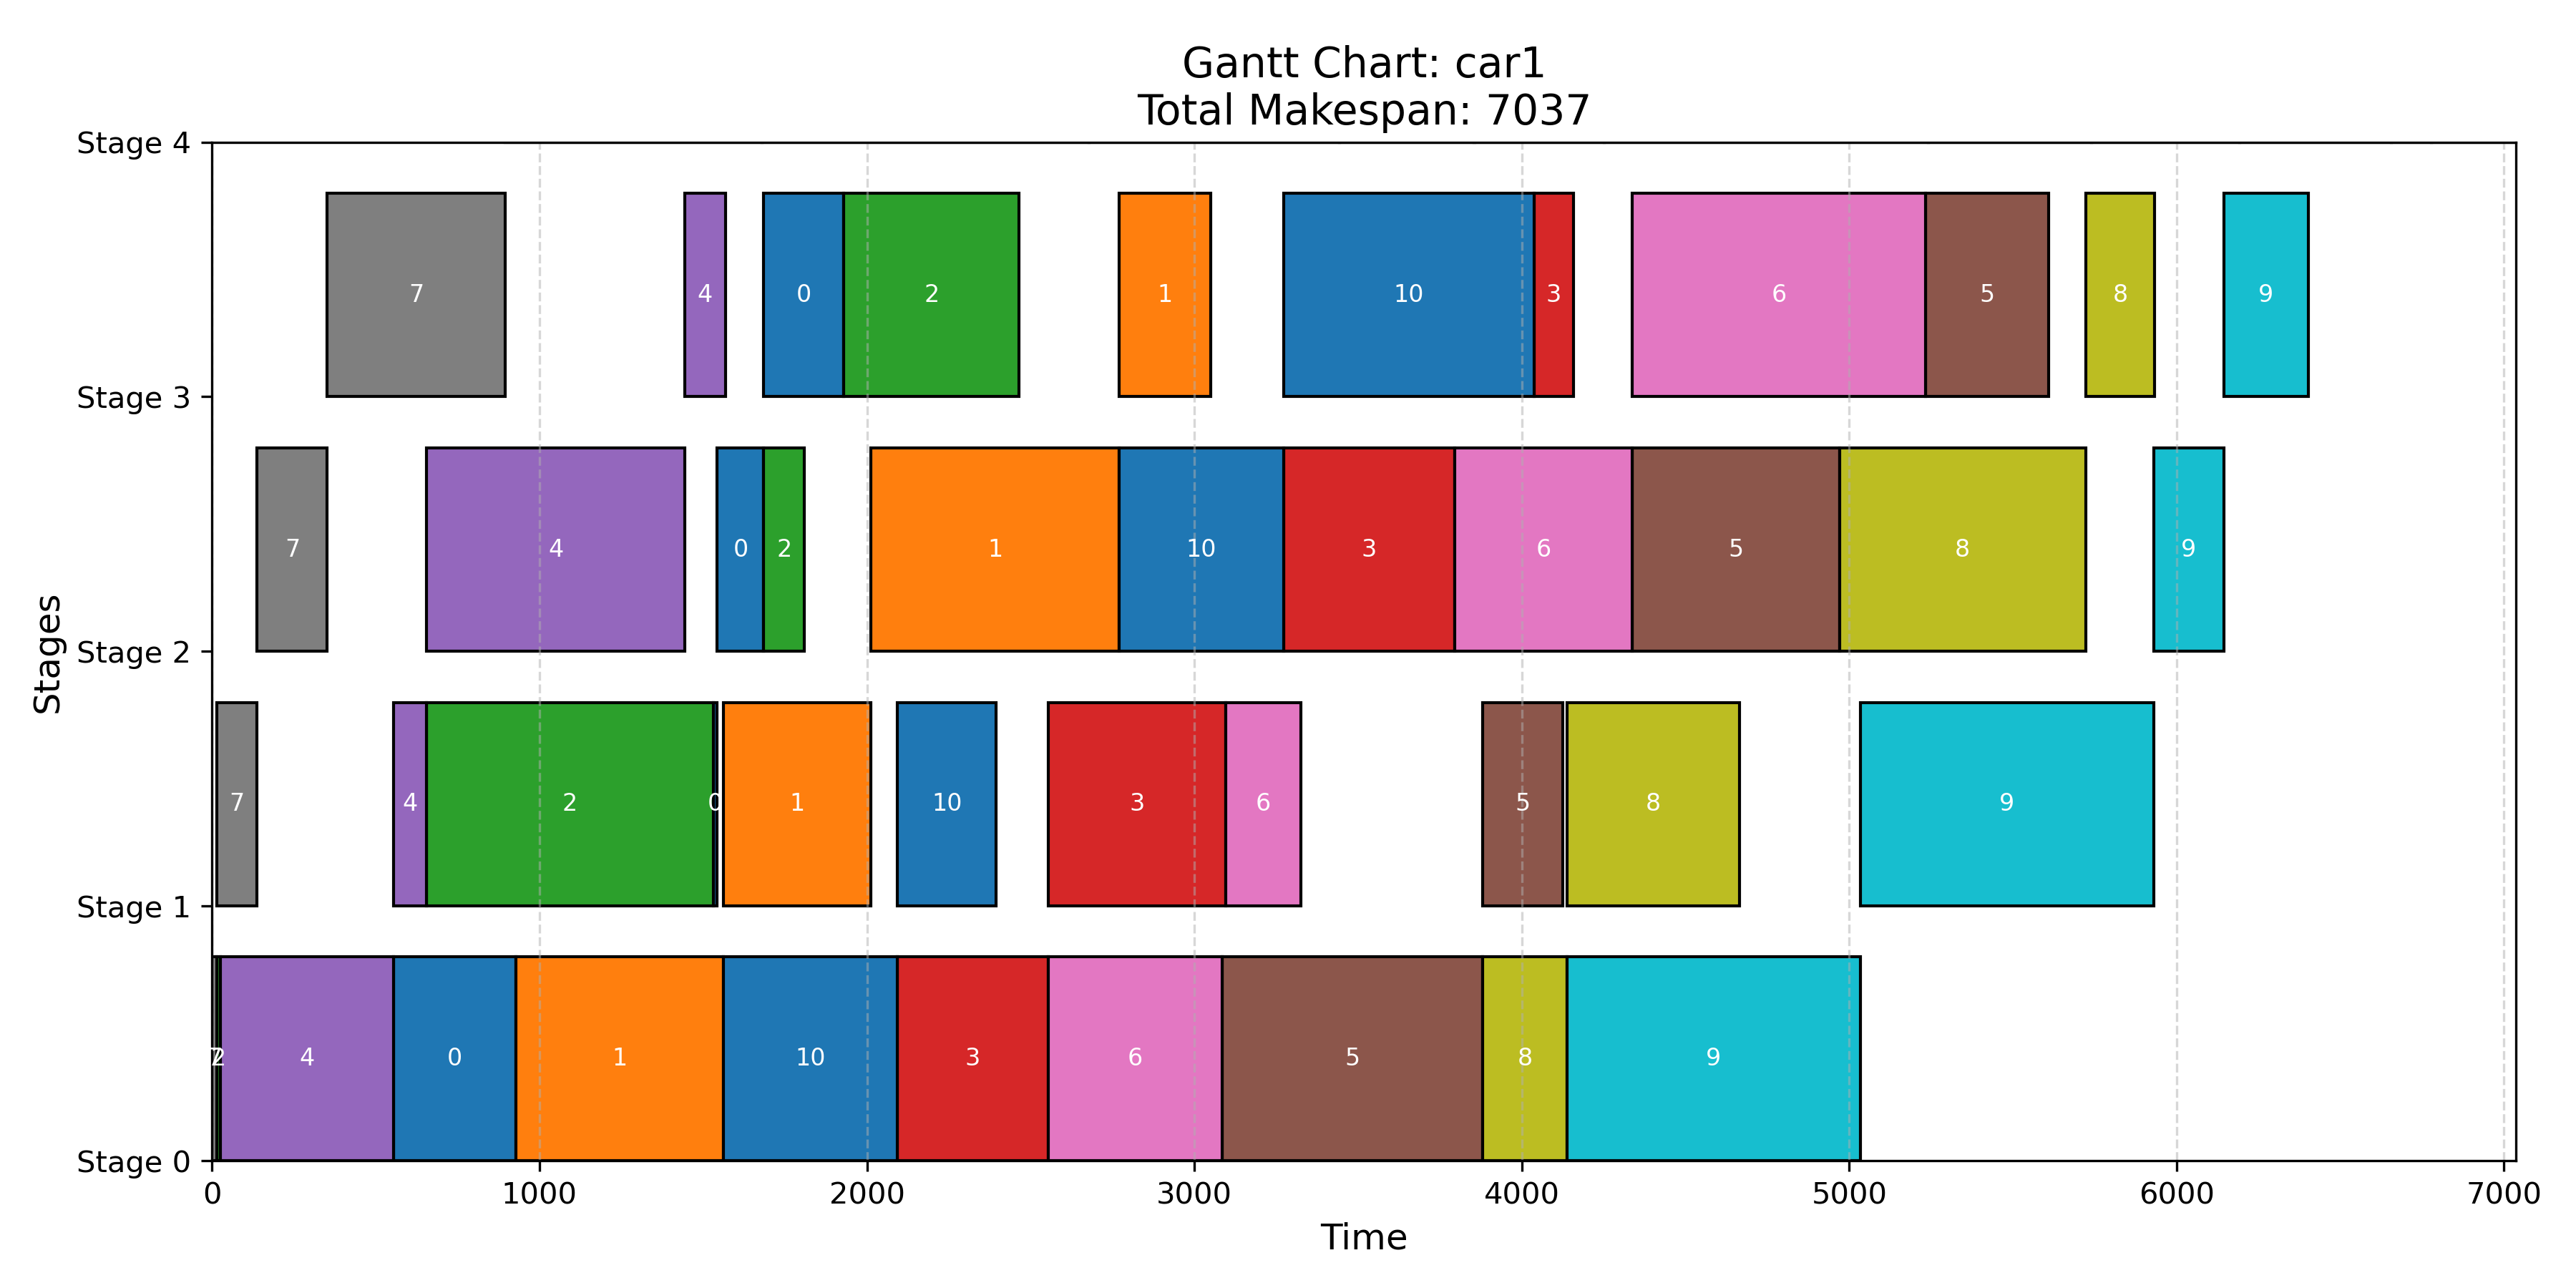 Gantt Chart: car1
Total Makespan: 7037
Stage 4
7 4 0 2 1 10 3 6 5 8 9
Stage 3
7 4 0 2 1 10 3 6 5 8 9
Stage 2
7 4 2 0 1 10 3 6 5 8 9
Stage 1
7 2 4 0 1 10 3 6 5 8 9
Stage 0
0 1000 2000 3000 4000 5000 6000 7000
Time
Stages